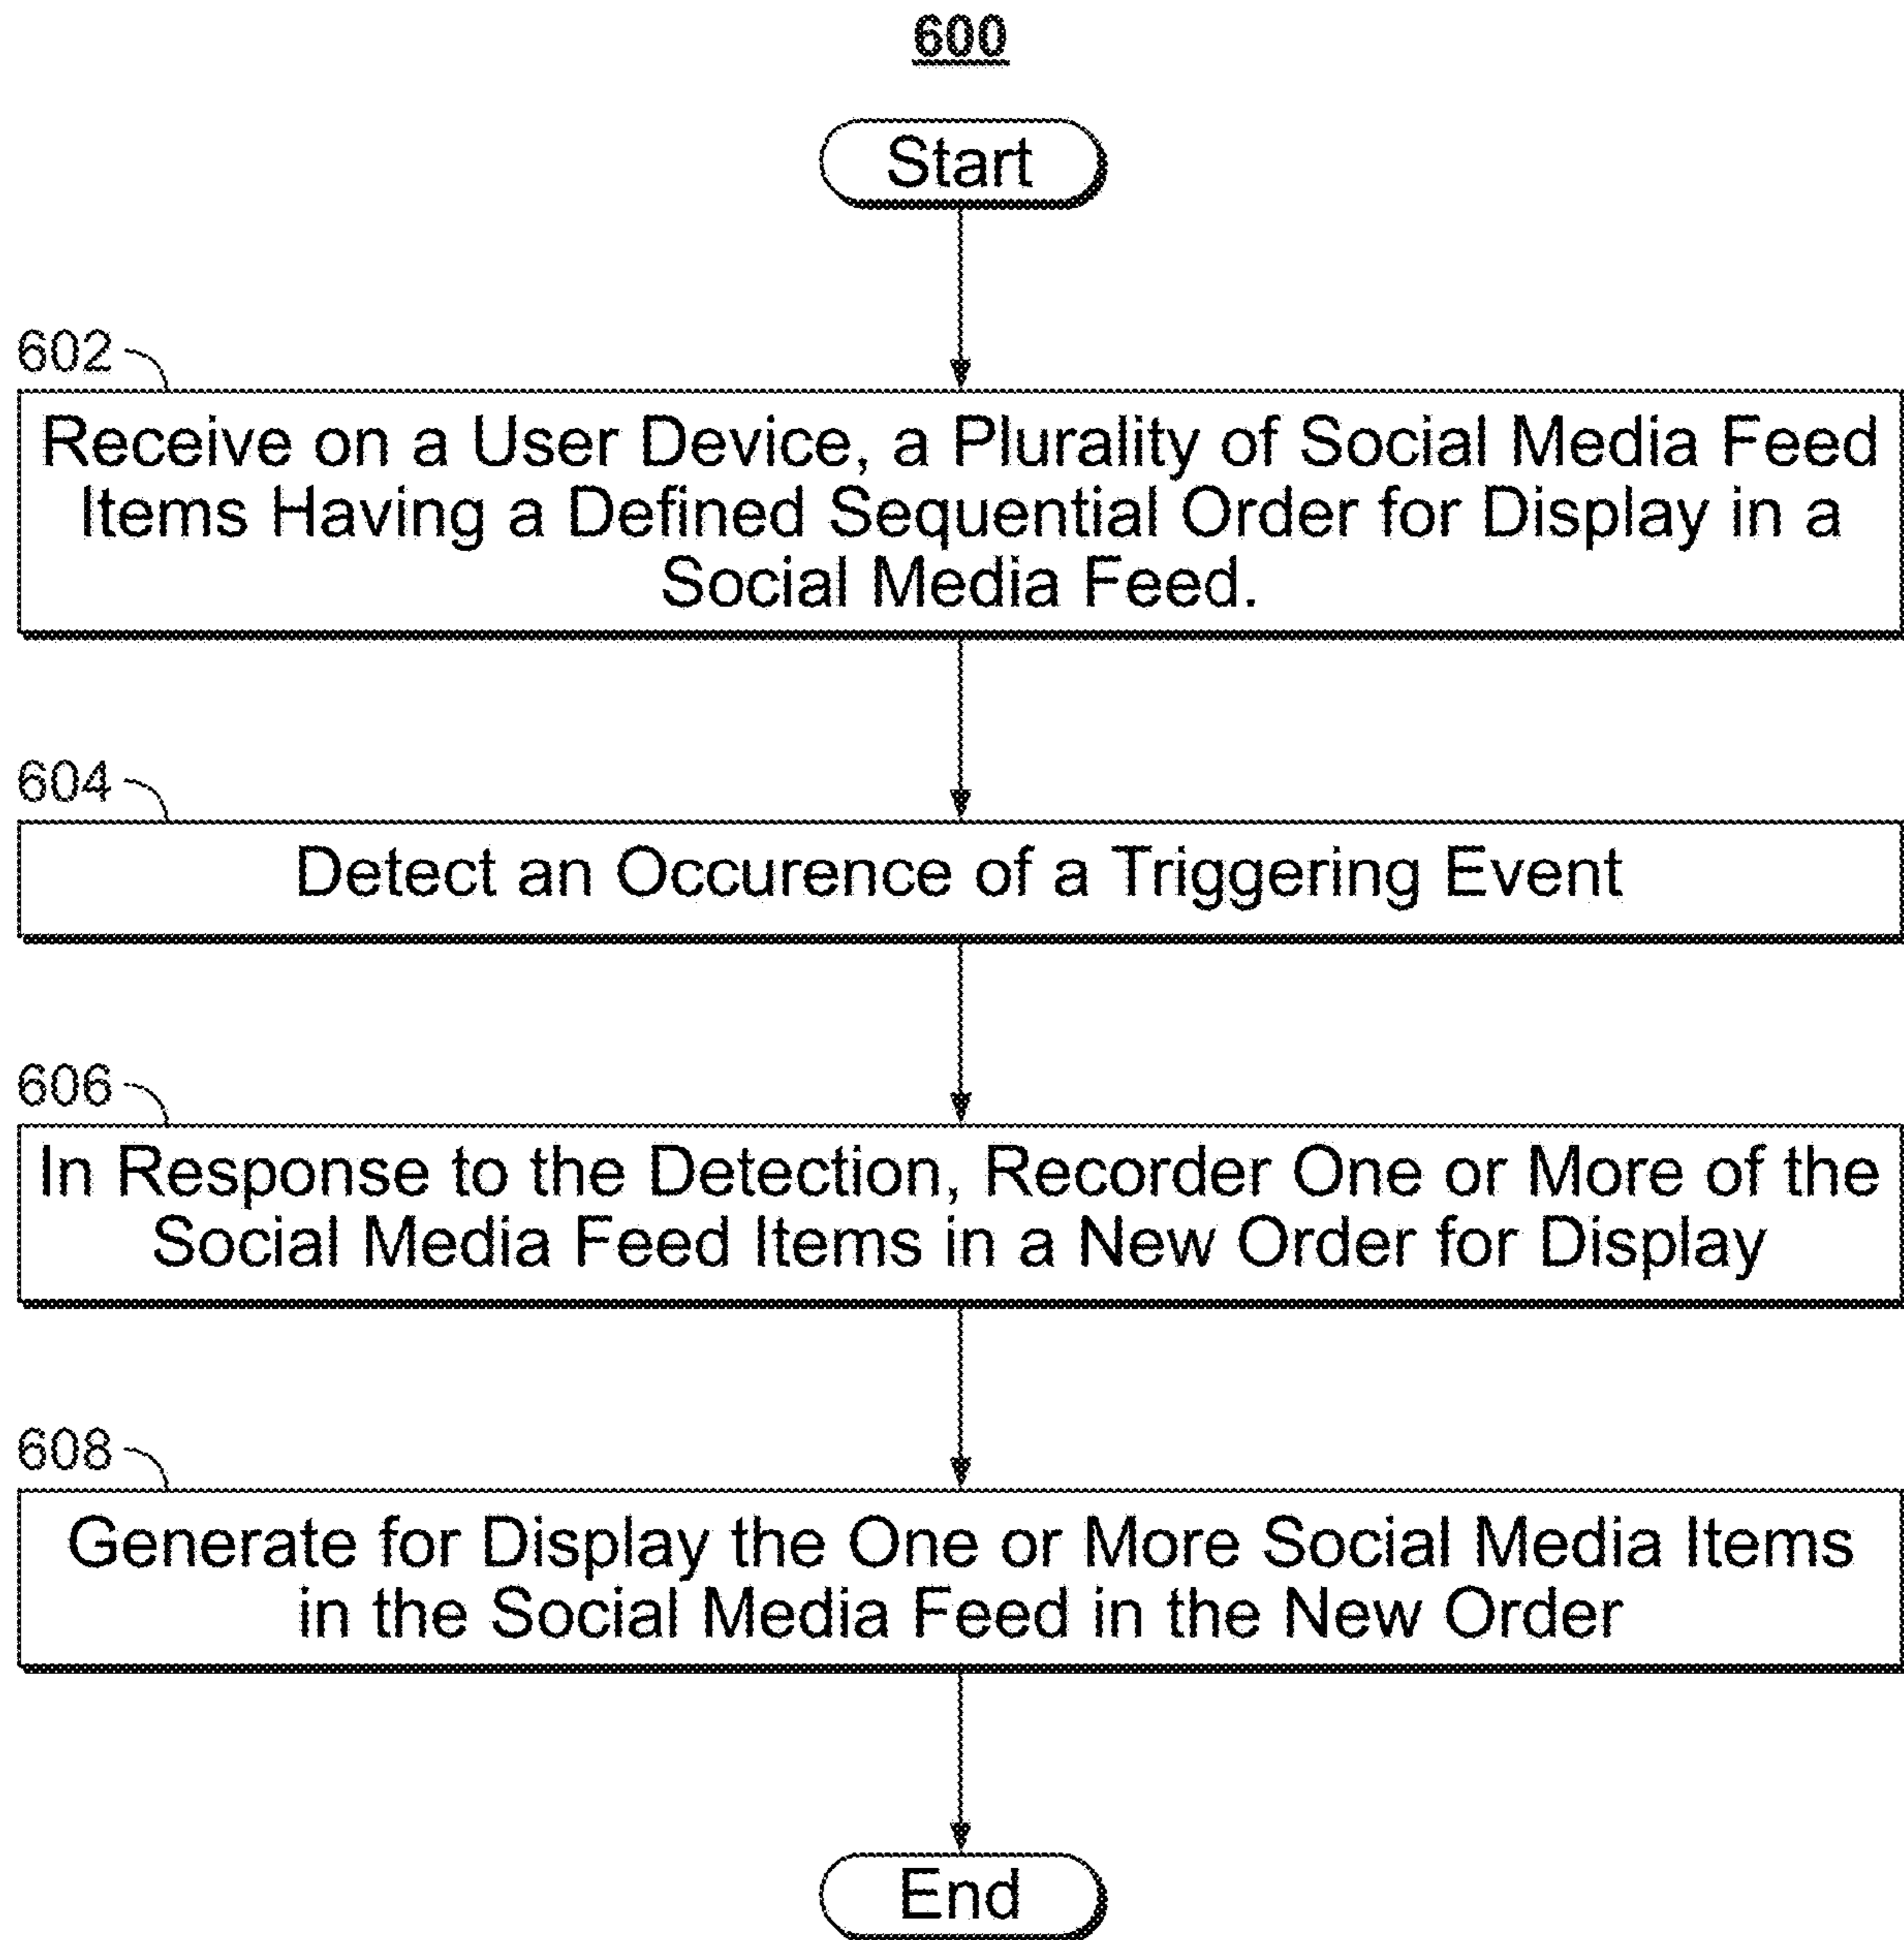 600
Start
602
Receive on a User Device, a Plurality of Social Media Feed
Items Having a Defined Sequential Order for Display in a
Social Media Feed.
604
Detect an Occurence of a Triggering Event
606
In Response to the Detection, Recorder One or More of the
Social Media Feed Items in a New Order for Display
608
Generate for Display the One or More Social Media Items
in the Social Media Feed in the New Order
End